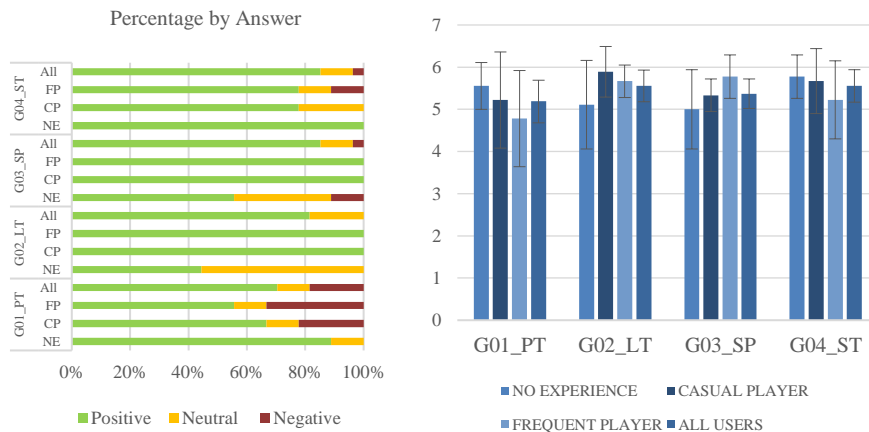 Percentage by Answer
G04_ST
All
FP
CP
NE
G03_SP
All
FP
CP
NE
G02_LT
All
FP
CP
NE
G01_PT
All
FP
CP
NE
0% 20% 40% 60% 80% 100%
Positive Neutral Negative
7
6
5
4
3
2
1
0
G01_PT G02_LT G03_SP G04_ST
NO EXPERIENCE CASUAL PLAYER
FREQUENT PLAYER ALL USERS